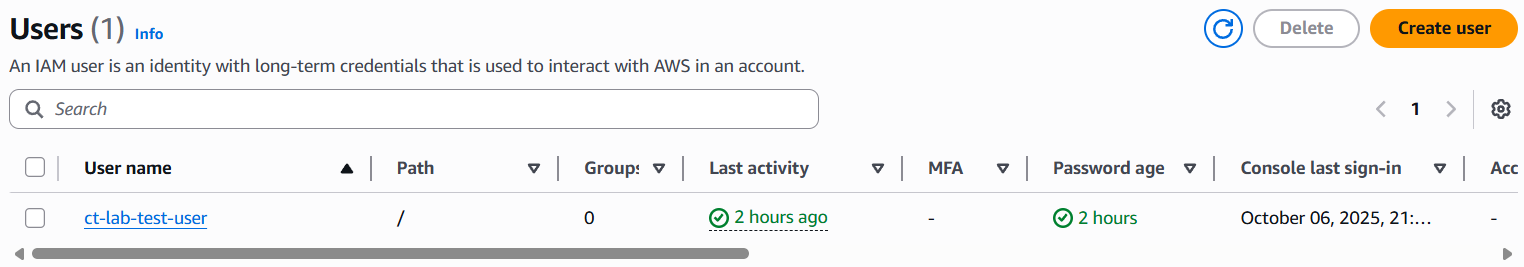 Users (1) Info
Delete
Create user
An IAM user is an identity with long-term credentials that is used to interact with AWS in an account.
Search
1
User name Path Groups Last activity MFA Password age Console last sign-in Acc
ct-lab-test-user / 0 2 hours ago - 2 hours October 06, 2025, 21:… -